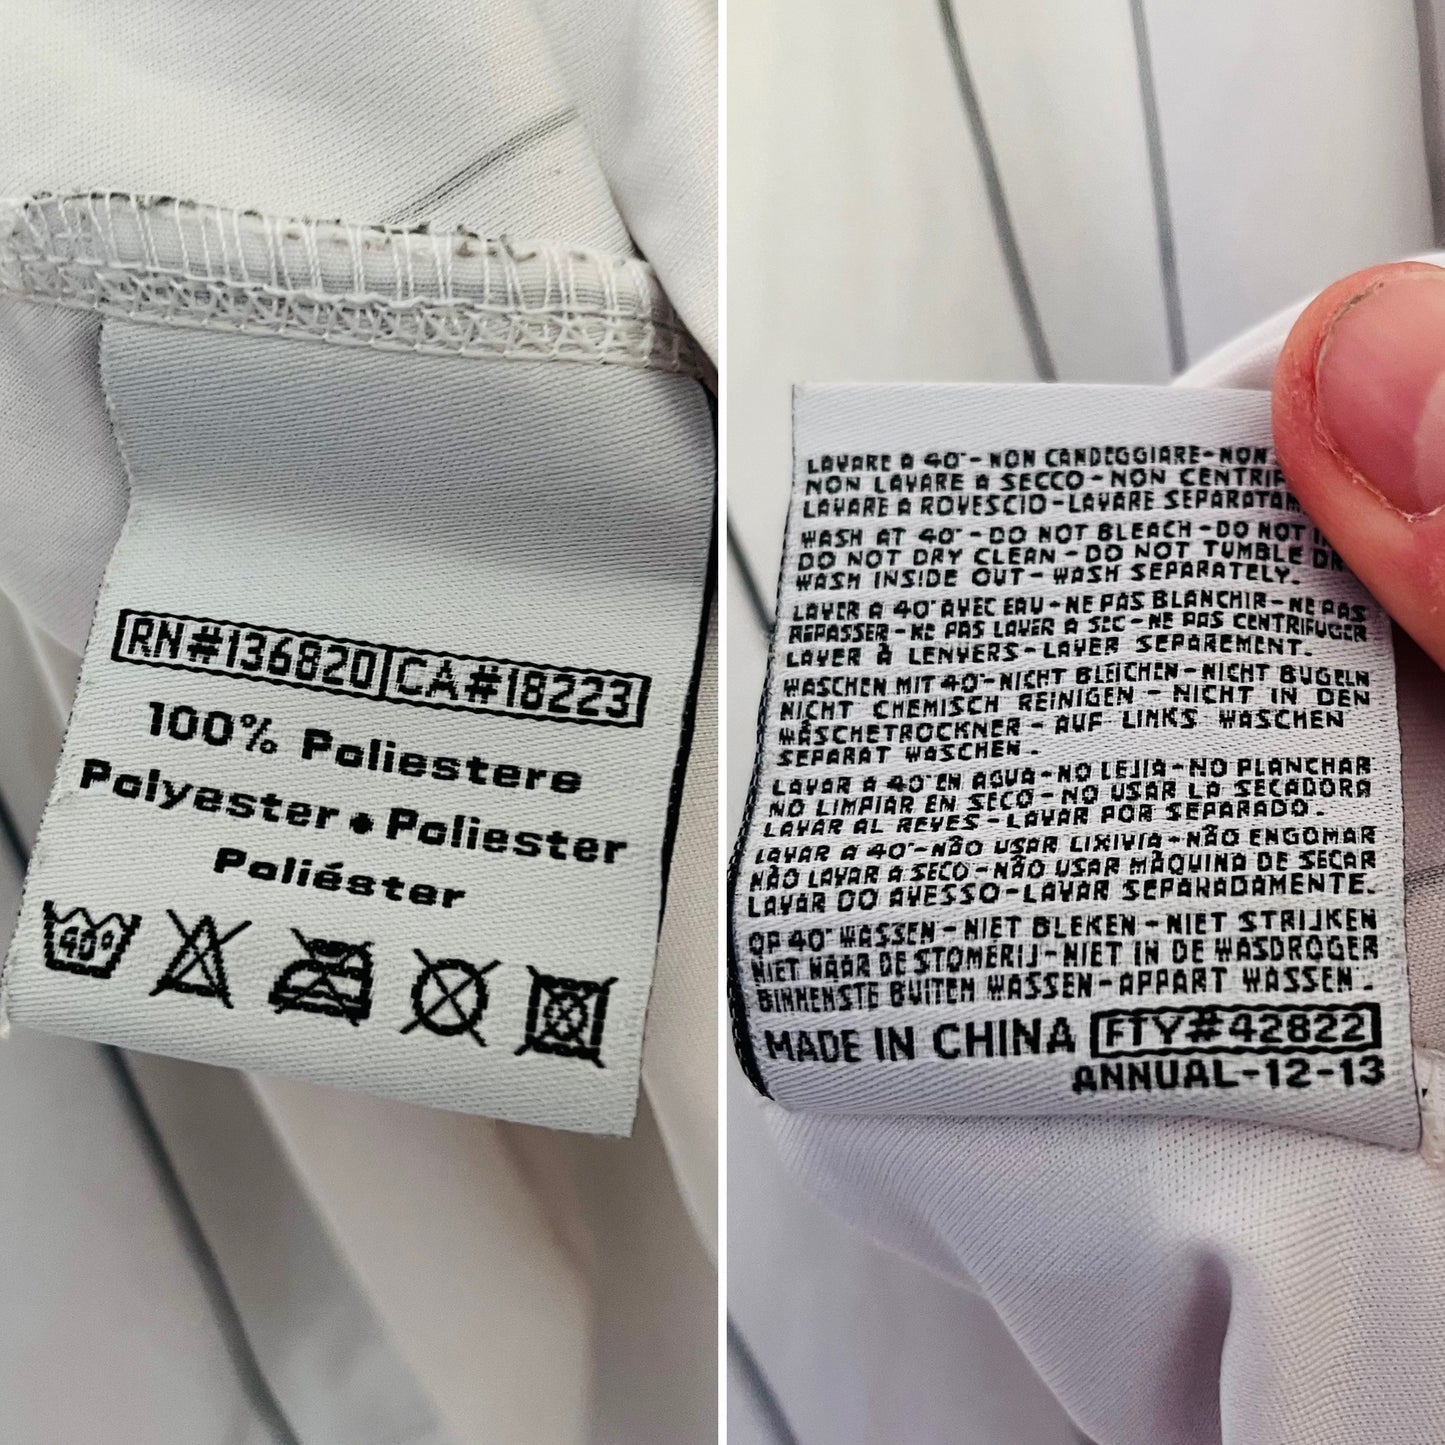 RN#136820 CA#18223
100% Poliestere
Polyester • Poliester
Poliéster
40°
LAVARE A 40°-NON CANDEGGIARE-NON
NON LAVARE A SECCO-NON CENTRIF
LAVARE A ROVESCIO-LAVARE SEPARATAM
WASH AT 40°-DO NOT BLEACH-DO NOT
DO NOT DRY CLEAN-DO NOT TUMBLE DR
WASH INSIDE OUT-WASH SEPARATELY.
LAVER A 40°AVEC EAU-NE PAS BLANCHIR-NE PAS
REPASSER-NE PAS LAVER A SEC-NE PAS CENTRIFUGER
LAVER À LENVERS-LAVER SEPAREMENT.
WASCHEN MIT 40°-NICHT BLEICHEN-NICHT BUGELN
NICHT CHEMISCH REINIGEN-NICHT IN DEN
WÄSCHETROCKNER-AUF LINKS WASCHEN
SEPARAT WASCHEN.
LAVAR A 40°EN AGUA-NO LEJIA-NO PLANCHAR
NO LIMPIAR EN SECO-NO USAR LA SECADORA
LAVAR AL REVES-LAVAR POR SEPARADO.
LAVAR A 40°-NÃO USAR LIXIVIA-NÃO ENGOMAR
NÃO LAVAR A SECO-NÃO USAR MÀQUINA DE SECAR
LAVAR DO AVESSO-LAVAR SEPARADAMENTE.
OP 40° WASSEN-NIET BLEKEN-NIET STRIJKEN
NIET NAAR DE STOMERIJ-NIET IN DE WASDROGER
BINNENSTE BUITEN WASSEN-APPART WASSEN.
MADE IN CHINA FTY#42822
ANNUAL-12-13